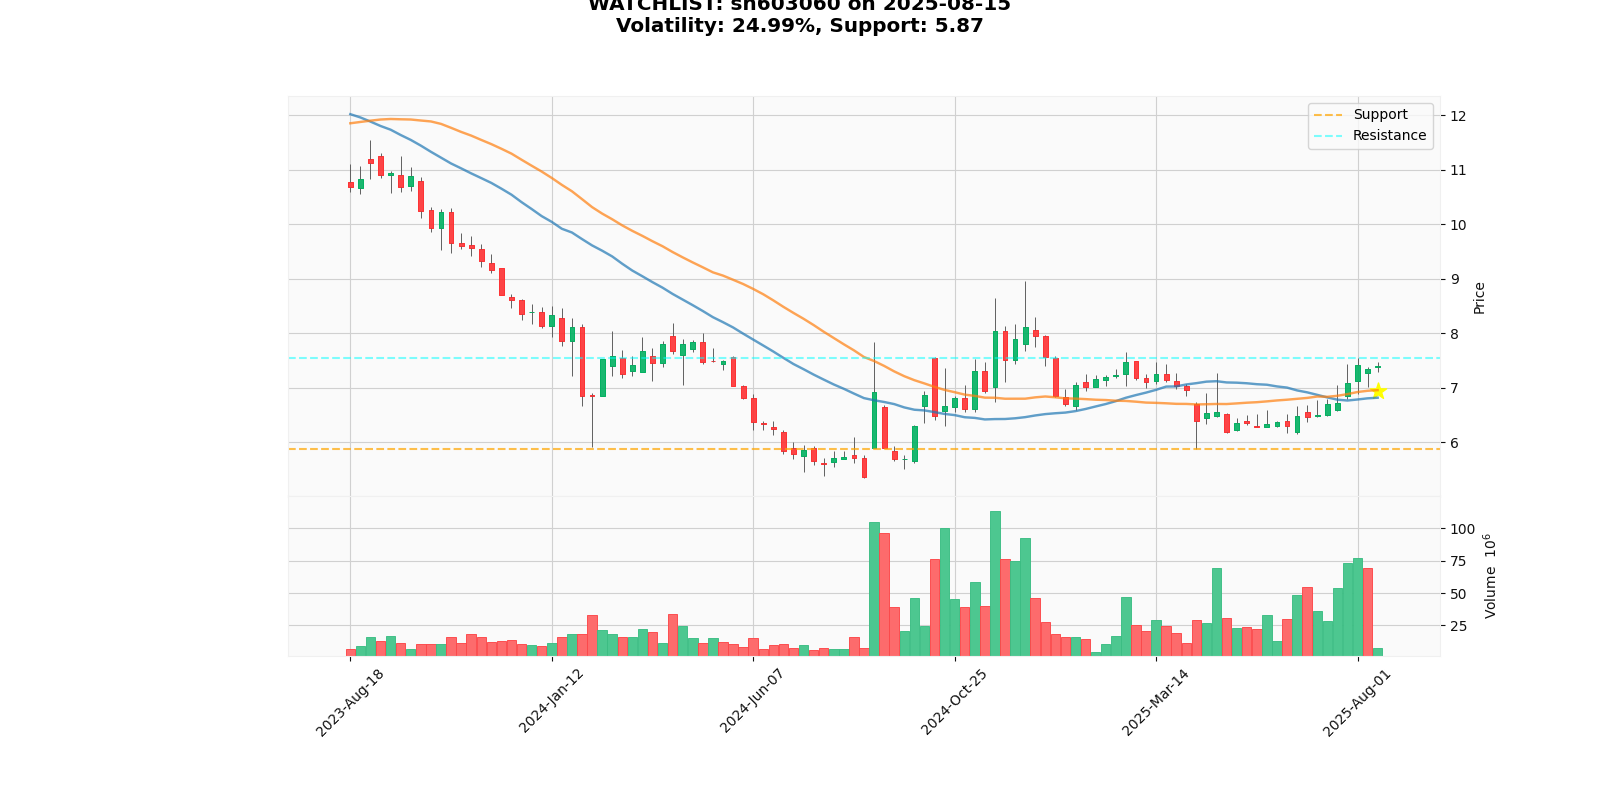 WATCHLIST: sh603060 on 2025-08-15
Volatility: 24.99%, Support: 5.87
Support
Resistance
12
11
10
9
8
7
6
Price
100
75
50
25
Volume 10^6
2023-Aug-18
2024-Jan-12
2024-Jun-07
2024-Oct-25
2025-Mar-14
2025-Aug-01